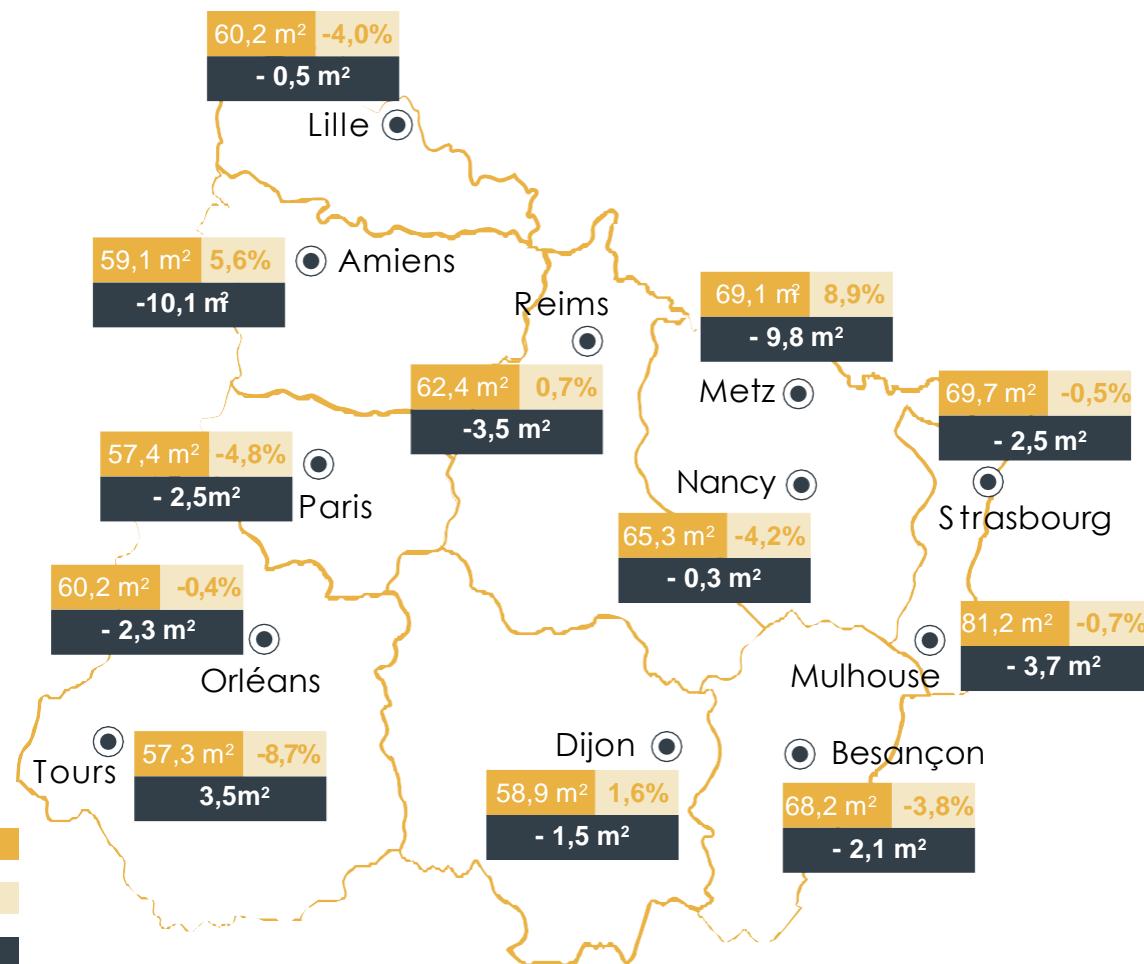 60,2 m² -4,0%
- 0,5 m²
Lille
59,1 m² 5,6%
-10,1 m²
Amiens
Reims
62,4 m² 0,7%
-3,5 m²
69,1 m² 8,9%
- 9,8 m²
Metz
69,7 m² -0,5%
- 2,5 m²
Strasbourg
57,4 m² -4,8%
- 2,5m²
Paris
Nancy
65,3 m² -4,2%
- 0,3 m²
60,2 m² -0,4%
- 2,3 m²
Orléans
81,2 m² -0,7%
- 3,7 m²
Mulhouse
Tours
57,3 m² -8,7%
3,5m²
Dijon
58,9 m² 1,6%
- 1,5 m²
Besançon
68,2 m² -3,8%
- 2,1 m²